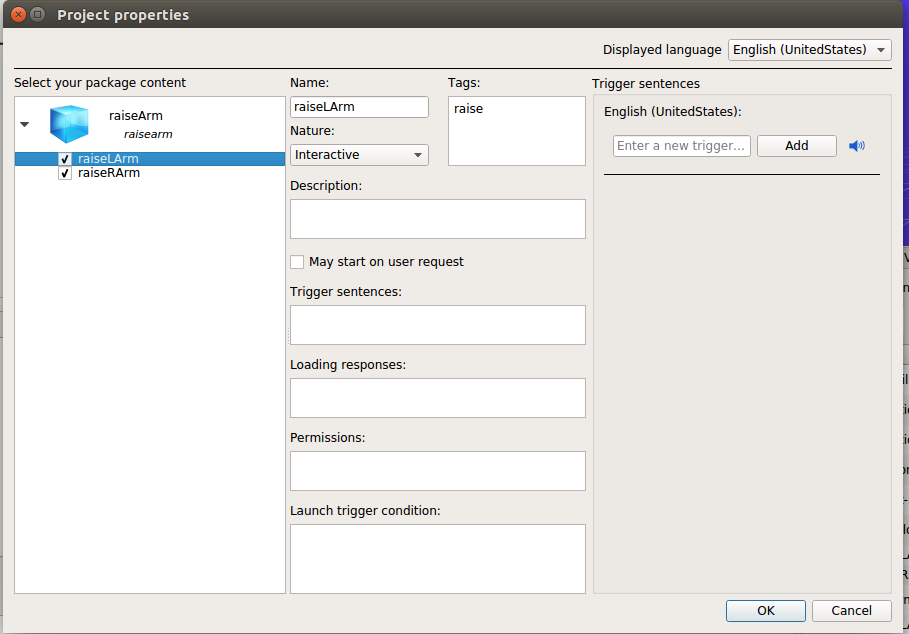 Project properties
Displayed language
English (UnitedStates)
Select your package content
raiseArm
raisearm
raiseLArm
raiseRArm
Name:
raiseLArm
Nature:
Interactive
Tags:
raise
Description:
May start on user request
Trigger sentences:
Loading responses:
Permissions:
Launch trigger condition:
Trigger sentences
English (UnitedStates):
Enter a new trigger...
Add
OK
Cancel